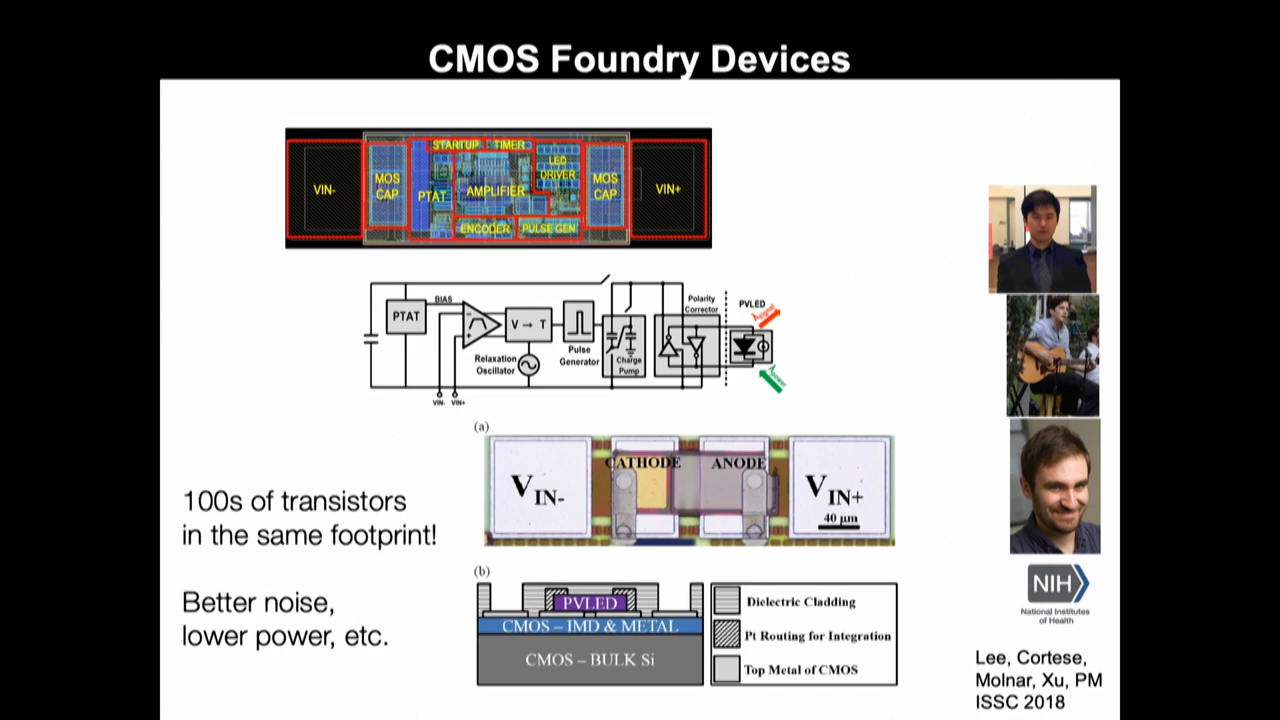 CMOS Foundry Devices
VIN-
MOS
CAP
PTAT
STARTUP
TIMER
AMPLIFIER
LED
DRIVER
ENCODER
PULSE GEN
MOS
CAP
VIN+
PTAT
BIAS
-
+
V → T
Relaxation
Oscillator
Pulse
Generator
Charge
Pump
Polarity
Corrector
PVLED
λsignal
λpower
VIN-
VIN+
(a)
VIN-
CATHODE
ANODE
VIN+
40 µm
100s of transistors
in the same footprint!
Better noise,
lower power, etc.
(b)
PVLED
CMOS – IMD & METAL
CMOS – BULK Si
Dielectric Cladding
Pt Routing for Integration
Top Metal of CMOS
NIH
National Institutes
of Health
Lee, Cortese,
Molnar, Xu, PM
ISSC 2018